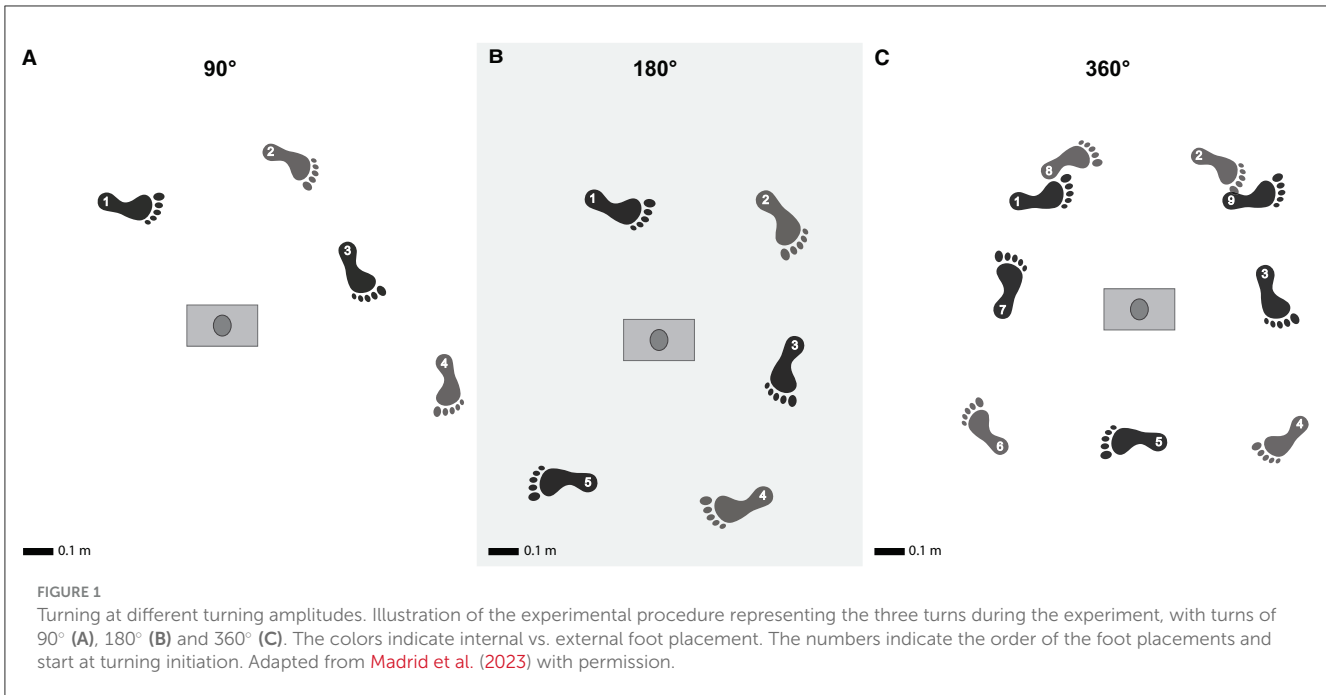 A
90°
2
1
3
4
B
180°
1
2
3
5
4
C
360°
8
2
1
9
7
3
6
5
4
0.1 m
0.1 m
0.1 m
FIGURE 1
Turning at different turning amplitudes. Illustration of the experimental procedure representing the three turns during the experiment, with turns of
90° (A), 180° (B) and 360° (C). The colors indicate internal vs. external foot placement. The numbers indicate the order of the foot placements and
start at turning initiation. Adapted from Madrid et al. (2023) with permission.